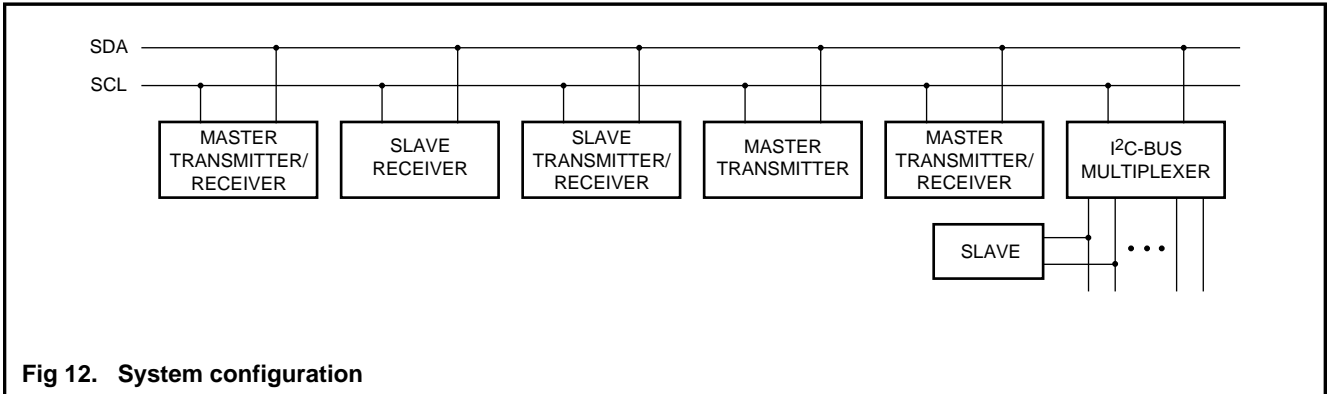 SDA
SCL
MASTER
TRANSMITTER/
RECEIVER
SLAVE
RECEIVER
SLAVE
TRANSMITTER/
RECEIVER
MASTER
TRANSMITTER
MASTER
TRANSMITTER/
RECEIVER
I2C-BUS
MULTIPLEXER
SLAVE
Fig 12. System configuration